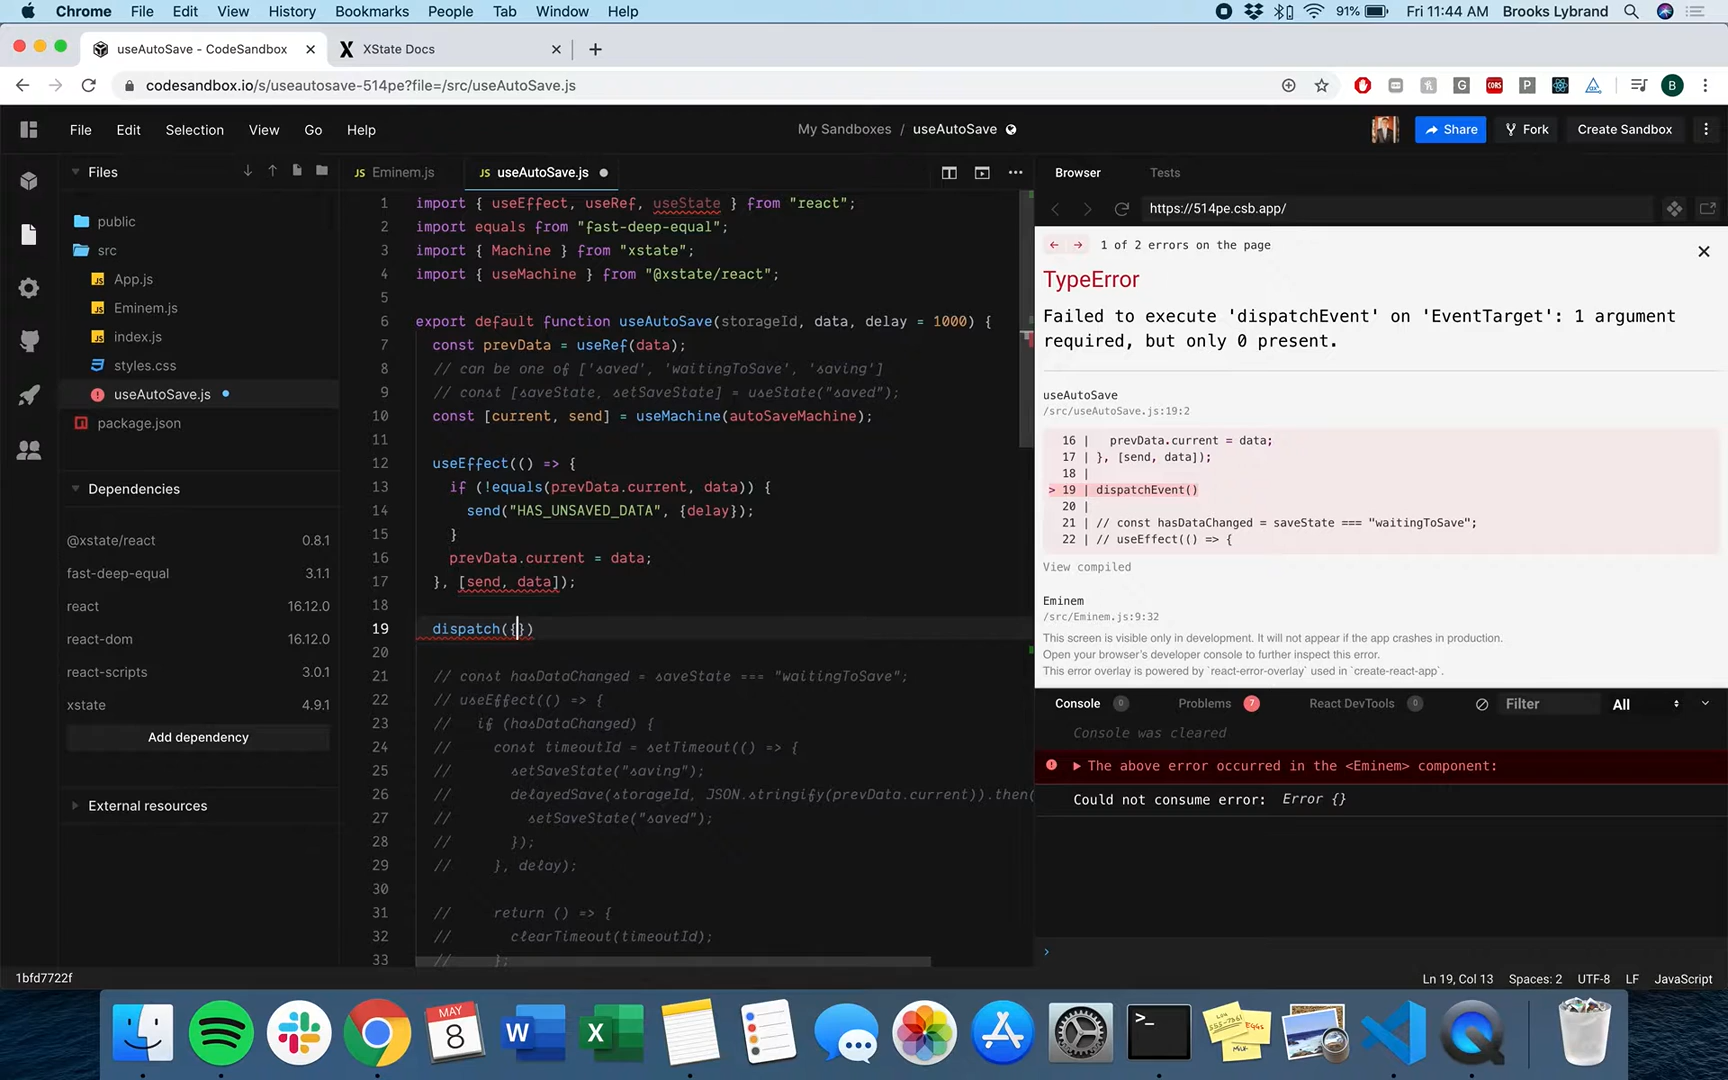 Chrome File Edit View History Bookmarks People Tab Window Help 91% Fri 11:44 AM Brooks Lybrand
useAutoSave - CodeSandbox XState Docs
codesandbox.io/s/useautosave-514pe?file=/src/useAutoSave.js
File Edit Selection View Go Help My Sandboxes / useAutoSave Share Fork Create Sandbox
Files
public
src
App.js
Eminem.js
index.js
styles.css
useAutoSave.js
package.json
Dependencies
@xstate/react 0.8.1
fast-deep-equal 3.1.1
react 16.12.0
react-dom 16.12.0
react-scripts 3.0.1
xstate 4.9.1
Add dependency
External resources
1bfd7722f
JS Eminem.js JS useAutoSave.js
1 import { useEffect, useRef, useState } from "react";
2 import equals from "fast-deep-equal";
3 import { Machine } from "xstate";
4 import { useMachine } from "@xstate/react";
5
6 export default function useAutoSave(storageId, data, delay = 1000) {
7 const prevData = useRef(data);
8 // can be one of ['saved', 'waitingToSave', 'saving']
9 // const [saveState, setSaveState] = useState("saved");
10 const [current, send] = useMachine(autoSaveMachine);
11
12 useEffect(() => {
13 if (!equals(prevData.current, data)) {
14 send("HAS_UNSAVED_DATA", {delay});
15 }
16 prevData.current = data;
17 }, [send, data]);
18
19 dispatch({})
20
21 // const hasDataChanged = saveState === "waitingToSave";
22 // useEffect(() => {
23 // if (hasDataChanged) {
24 // const timeoutId = setTimeout(() => {
25 // setSaveState("saving");
26 // delayedSave(storageId, JSON.stringify(prevData.current)).then(
27 // setSaveState("saved");
28 // });
29 // }, delay);
30
31 // return () => {
32 // clearTimeout(timeoutId);
33 // };
Browser Tests
https://514pe.csb.app/
1 of 2 errors on the page
TypeError
Failed to execute 'dispatchEvent' on 'EventTarget': 1 argument
required, but only 0 present.
useAutoSave
/src/useAutoSave.js:19:2
16 | prevData.current = data;
17 | }, [send, data]);
18 |
> 19 | dispatchEvent()
20 |
21 | // const hasDataChanged = saveState === "waitingToSave";
22 | // useEffect(() => {
View compiled
Eminem
/src/Eminem.js:9:32
This screen is visible only in development. It will not appear if the app crashes in production.
Open your browser's developer console to further inspect this error.
This error overlay is powered by `react-error-overlay` used in `create-react-app`.
Console 0 Problems 7 React DevTools 0 Filter All
Console was cleared
The above error occurred in the <Eminem> component:
Could not consume error: Error {}
Ln 19, Col 13 Spaces: 2 UTF-8 LF JavaScript
MAY
8